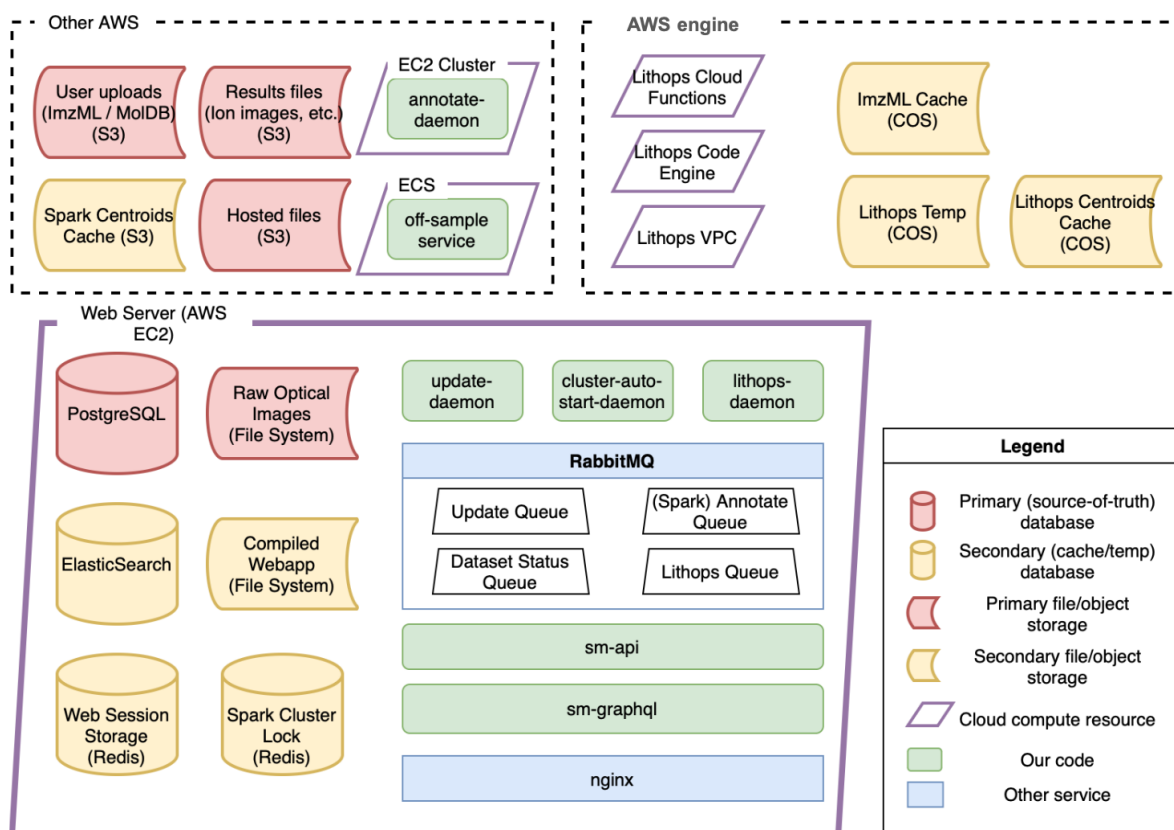 Other AWS
User uploads
(ImzML / MolDB)
(S3)
Results files
(Ion images, etc.)
(S3)
EC2 Cluster
annotate-
daemon
Spark Centroids
Cache (S3)
Hosted files
(S3)
ECS
off-sample
service
AWS engine
Lithops Cloud
Functions
Lithops Code
Engine
Lithops VPC
ImzML Cache
(COS)
Lithops Temp
(COS)
Lithops Centroids
Cache
(COS)
Web Server (AWS
EC2)
PostgreSQL
Raw Optical
Images
(File System)
ElasticSearch
Compiled
Webapp
(File System)
Web Session
Storage
(Redis)
Spark Cluster
Lock
(Redis)
update-
daemon
cluster-auto-
start-daemon
lithops-
daemon
RabbitMQ
Update Queue
(Spark) Annotate
Queue
Dataset Status
Queue
Lithops Queue
sm-api
sm-graphql
nginx
Legend
Primary (source-of-truth)
database
Secondary (cache/temp)
database
Primary file/object
storage
Secondary file/object
storage
Cloud compute resource
Our code
Other service